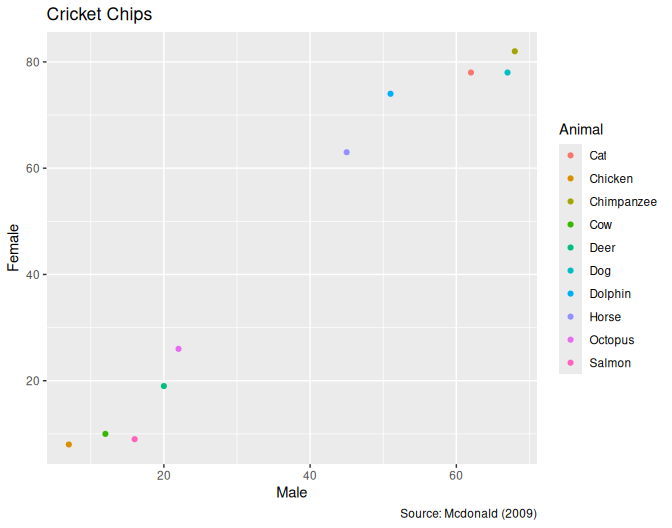 Cricket Chips
80
60
40
20
Female
20 40 60
Male
Source: Mcdonald (2009)
Animal
Cat
Chicken
Chimpanzee
Cow
Deer
Dog
Dolphin
Horse
Octopus
Salmon